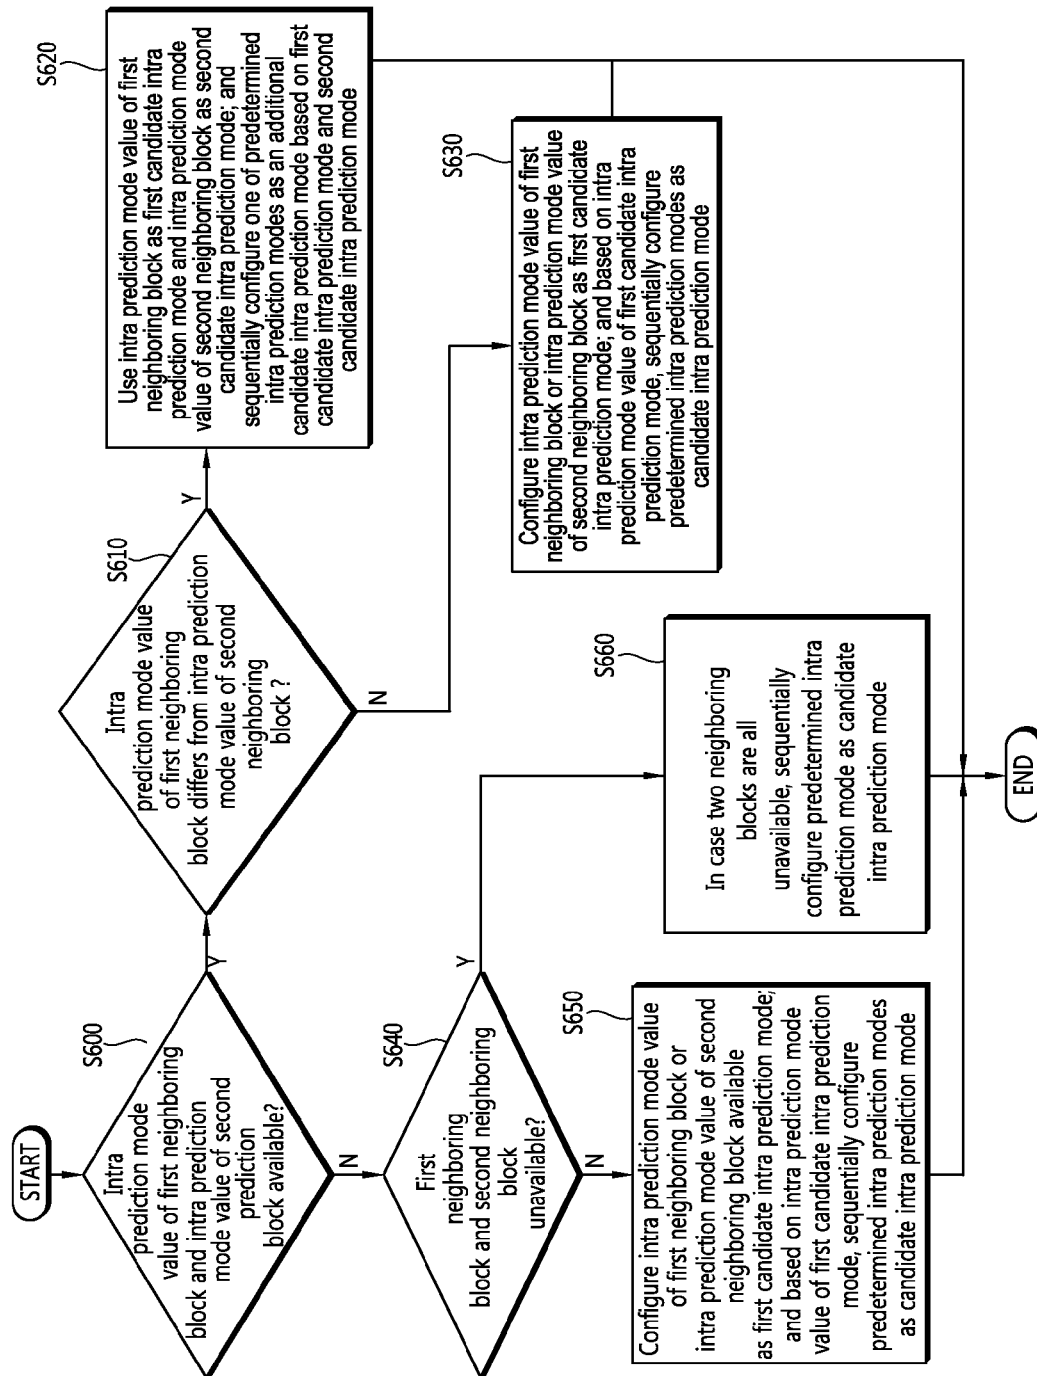 START
S600
Intra
prediction mode
value of first neighboring
block and intra prediction
mode value of second
prediction
block available?
Y
N
S610
Intra
prediction mode value
of first neighboring
block differs from intra prediction
mode value of second
neighboring
block ?
Y
N
S620
Use intra prediction mode value of first
neighboring block as first candidate intra
prediction mode and intra prediction mode
value of second neighboring block as second
candidate intra prediction mode; and
sequentially configure one of predetermined
intra prediction modes as an additional
candidate intra prediction mode based on first
candidate intra prediction mode and second
candidate intra prediction mode
S630
Configure intra prediction mode value of first
neighboring block or intra prediction mode value
of second neighboring block as first candidate
intra prediction mode; and based on intra
prediction mode value of first candidate intra
prediction mode, sequentially configure
predetermined intra prediction modes as
candidate intra prediction mode
S640
First
neighboring
block and second neighboring
block
unavailable?
Y
N
S650
Configure intra prediction mode value
of first neighboring block or
intra prediction mode value of second
neighboring block available
as first candidate intra prediction mode;
and based on intra prediction mode
value of first candidate intra prediction
mode, sequentially configure
predetermined intra prediction modes
as candidate intra prediction mode
S660
In case two neighboring
blocks are all
unavailable, sequentially
configure predetermined intra
prediction mode as candidate
intra prediction mode
END